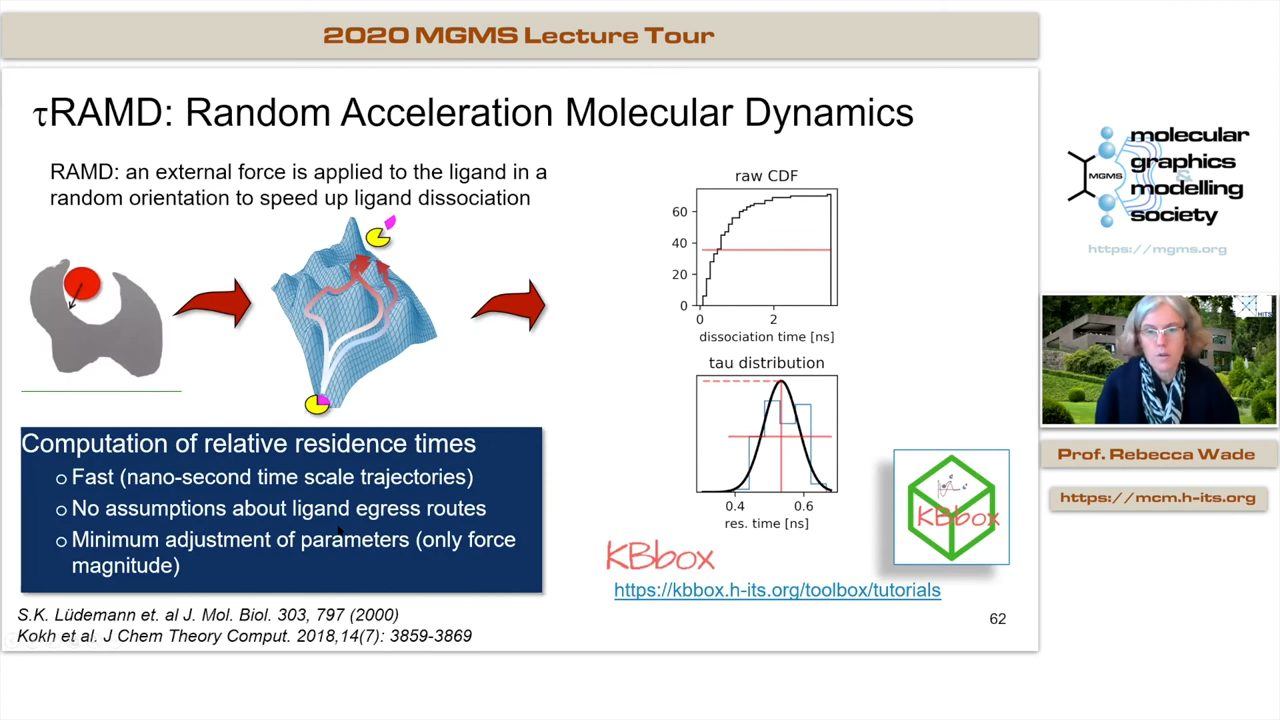 2020 MGMS Lecture Tour
τRAMD: Random Acceleration Molecular Dynamics
RAMD: an external force is applied to the ligand in a
random orientation to speed up ligand dissociation
raw CDF
60
40
20
0
0
2
dissociation time [ns]
tau distribution
0.4
0.6
res. time [ns]
Computation of relative residence times
Fast (nano-second time scale trajectories)
No assumptions about ligand egress routes
Minimum adjustment of parameters (only force
magnitude)
KBbox
https://kbbox.h-its.org/toolbox/tutorials
KBbox
S.K. Lüdemann et. al J. Mol. Biol. 303, 797 (2000)
Kokh et al. J Chem Theory Comput. 2018,14(7): 3859-3869
62
MGMS
molecular
graphics
&
modelling
society
https://mgms.org
HITS
Prof. Rebecca Wade
https://mcm.h-its.org